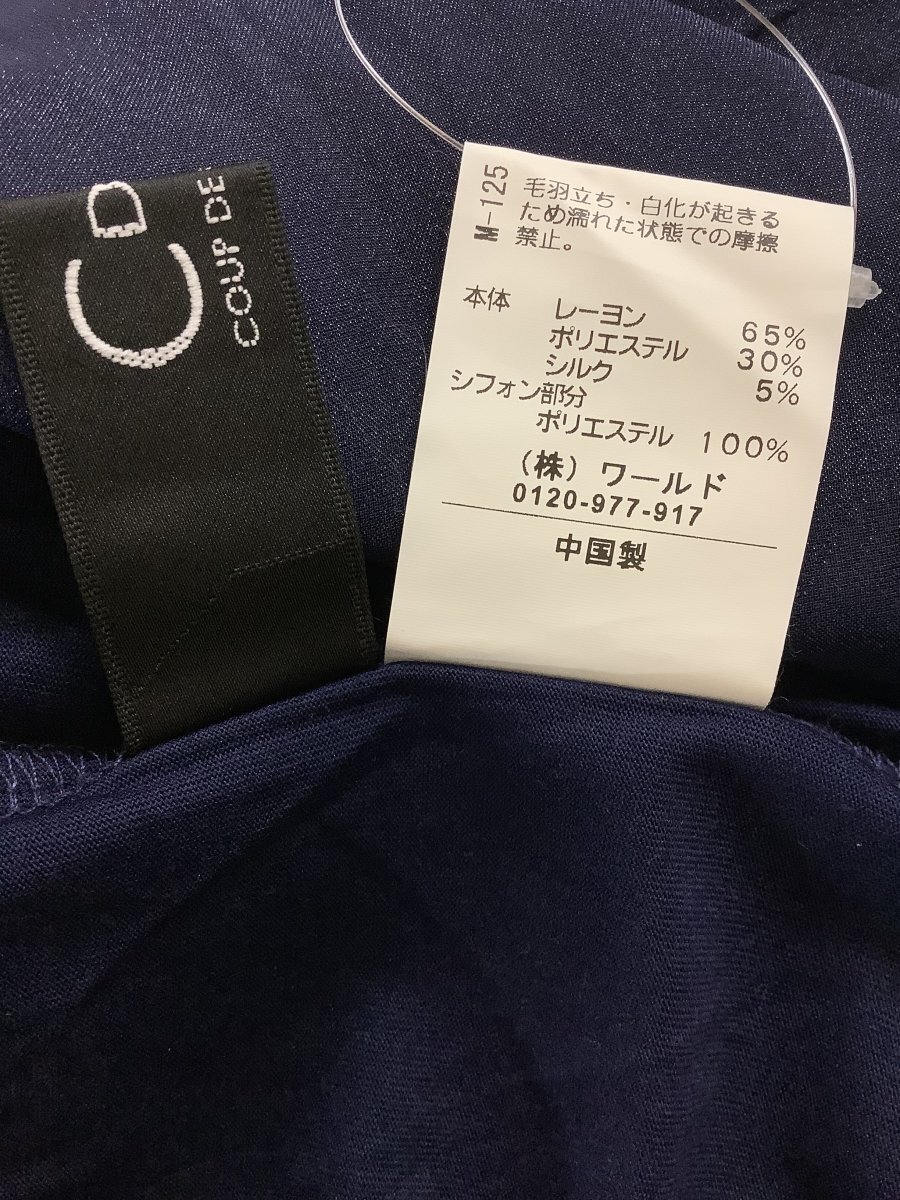 CD
COUP DE
M-125
毛羽立ち・白化が起きる
ため濡れた状態での摩擦
禁止。
本体 レーヨン 65%
ポリエステル 30%
シルク 5%
シフォン部分
ポリエステル 100%
（株）ワールド
0120-977-917
中国製